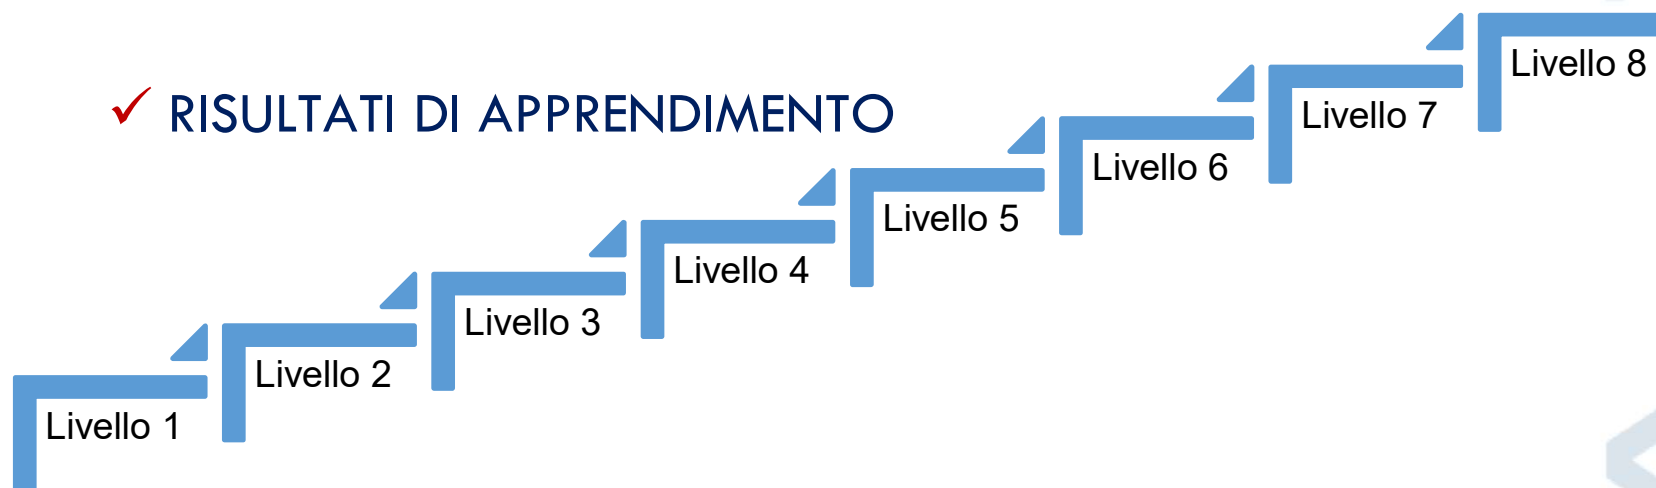 RISULTATI DI APPRENDIMENTO
Livello 1
Livello 2
Livello 3
Livello 4
Livello 5
Livello 6
Livello 7
Livello 8